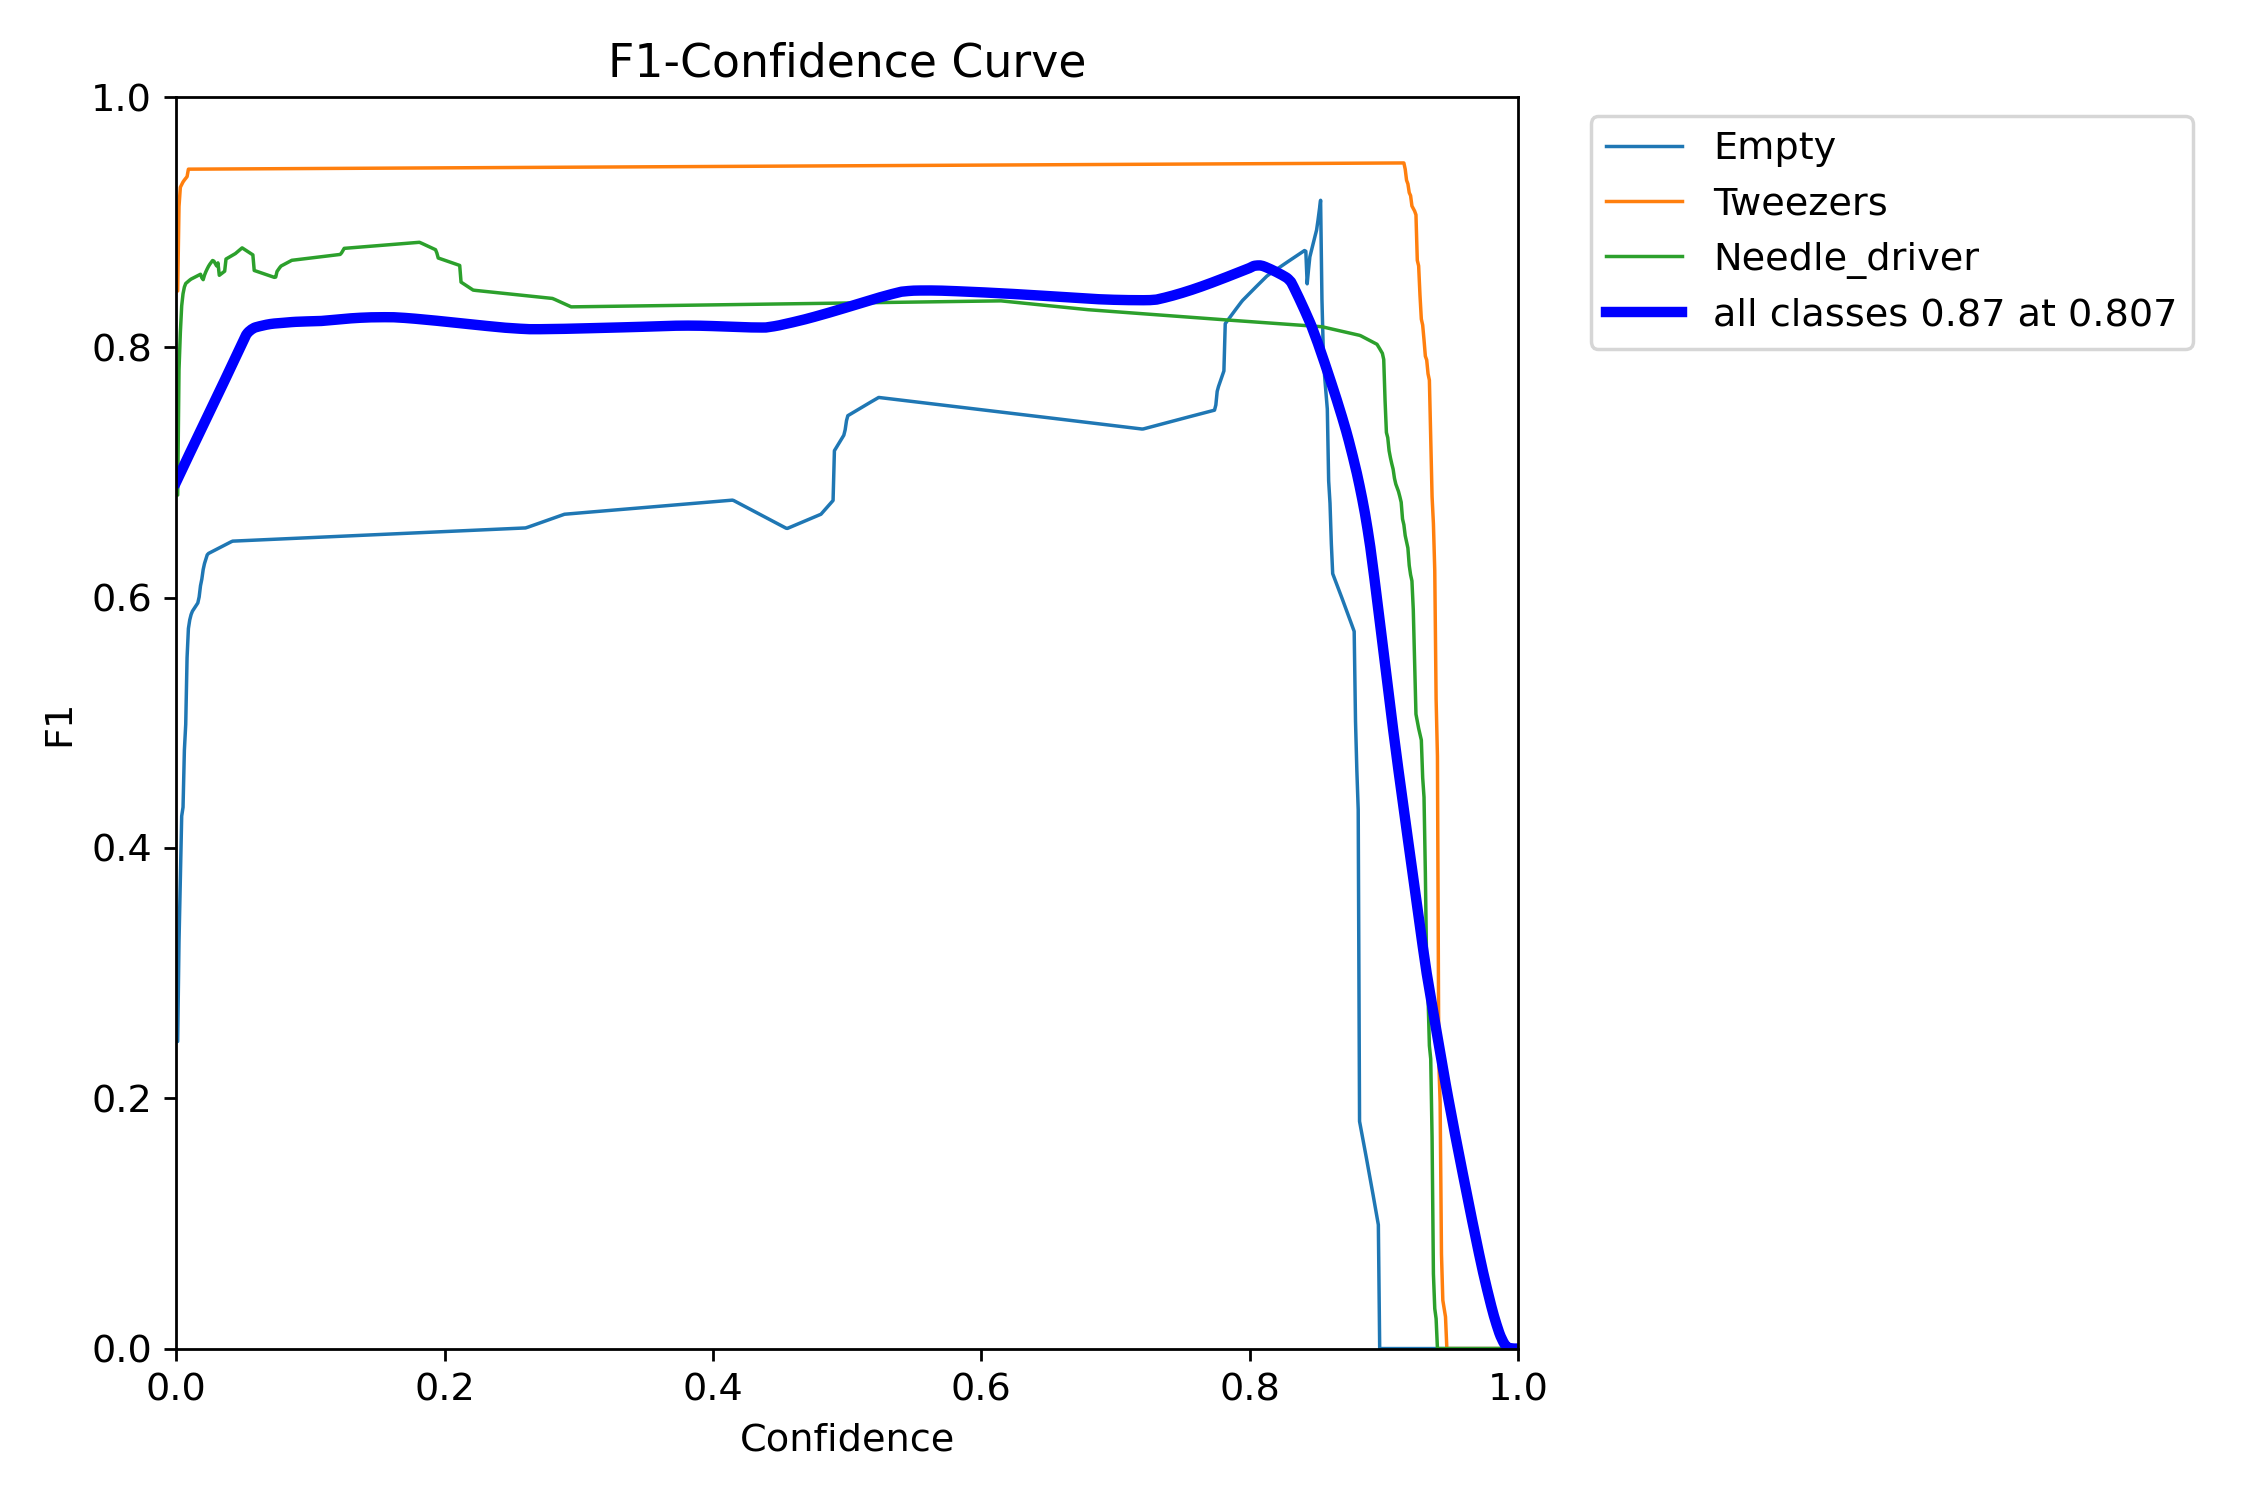 F1-Confidence Curve
1.0
0.8
0.6
0.4
0.2
0.0
F1
0.0 0.2 0.4 0.6 0.8 1.0
Confidence
Empty
Tweezers
Needle_driver
all classes 0.87 at 0.807